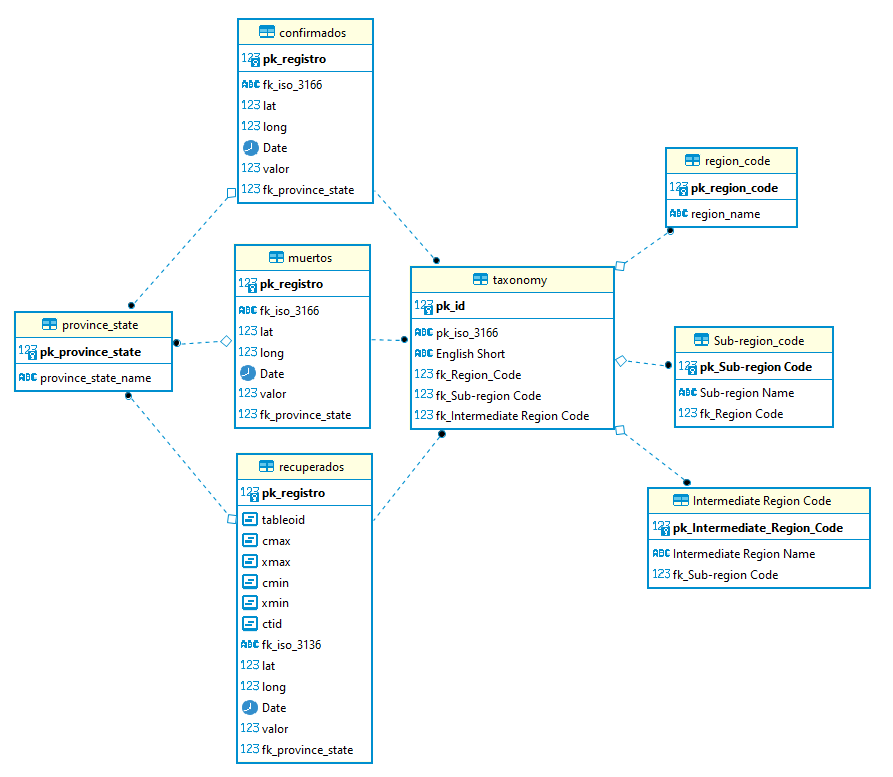 confirmados
123 pk_registro
ABC fk_iso_3166
123 lat
123 long
Date
123 valor
123 fk_province_state
muertos
123 pk_registro
ABC fk_iso_3166
123 lat
123 long
Date
123 valor
123 fk_province_state
province_state
123 pk_province_state
ABC province_state_name
recuperados
123 pk_registro
tableoid
cmax
xmax
cmin
xmin
ctid
ABC fk_iso_3136
123 lat
123 long
Date
123 valor
123 fk_province_state
taxonomy
123 pk_id
ABC pk_iso_3166
ABC English Short
123 fk_Region_Code
123 fk_Sub-region Code
123 fk_Intermediate Region Code
region_code
123 pk_region_code
ABC region_name
Sub-region_code
123 pk_Sub-region Code
ABC Sub-region Name
123 fk_Region Code
Intermediate Region Code
123 pk_Intermediate_Region_Code
ABC Intermediate Region Name
123 fk_Sub-region Code